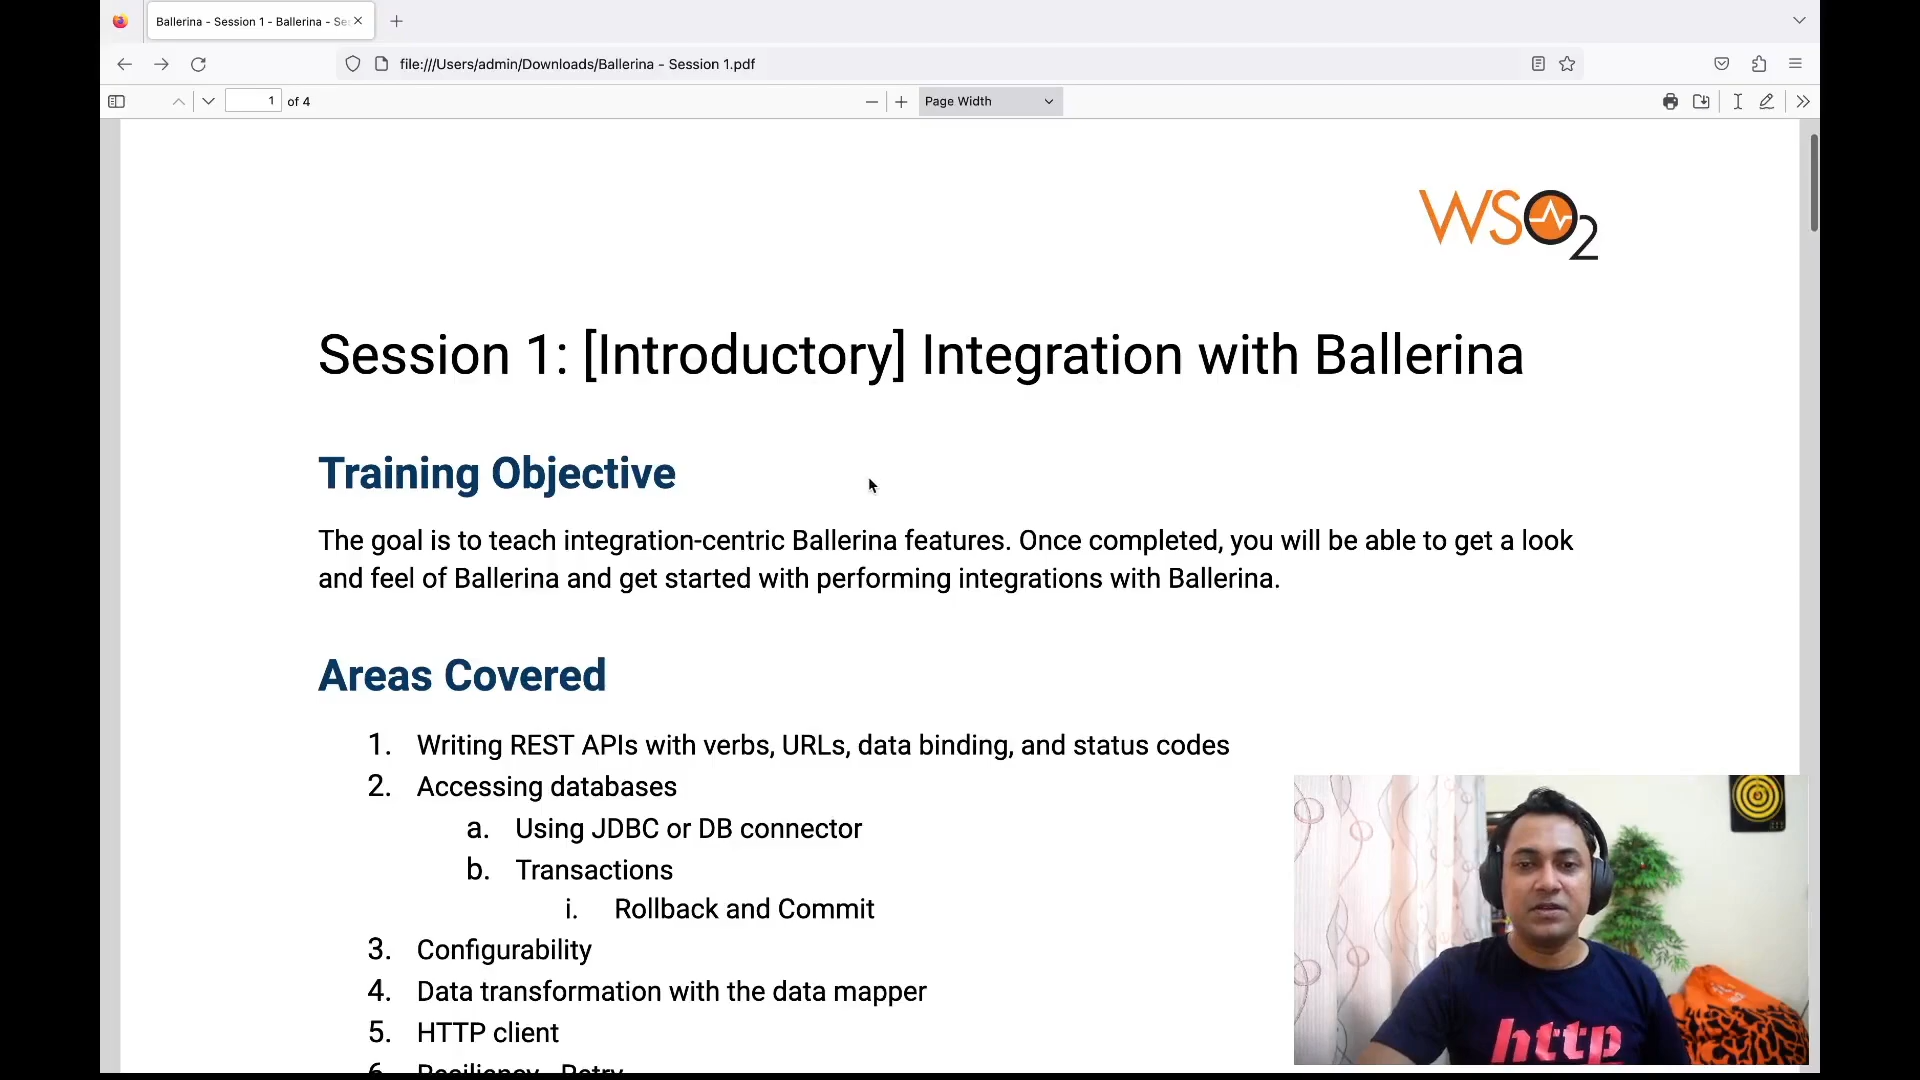 Ballerina - Session 1 - Ballerina - Se
file:///Users/admin/Downloads/Ballerina - Session 1.pdf
1 of 4
Page Width
WSO2
Session 1: [Introductory] Integration with Ballerina
Training Objective
The goal is to teach integration-centric Ballerina features. Once completed, you will be able to get a look
and feel of Ballerina and get started with performing integrations with Ballerina.
Areas Covered
1. Writing REST APIs with verbs, URLs, data binding, and status codes
2. Accessing databases
a. Using JDBC or DB connector
b. Transactions
i. Rollback and Commit
3. Configurability
4. Data transformation with the data mapper
5. HTTP client
6. Resiliency - Retry
http